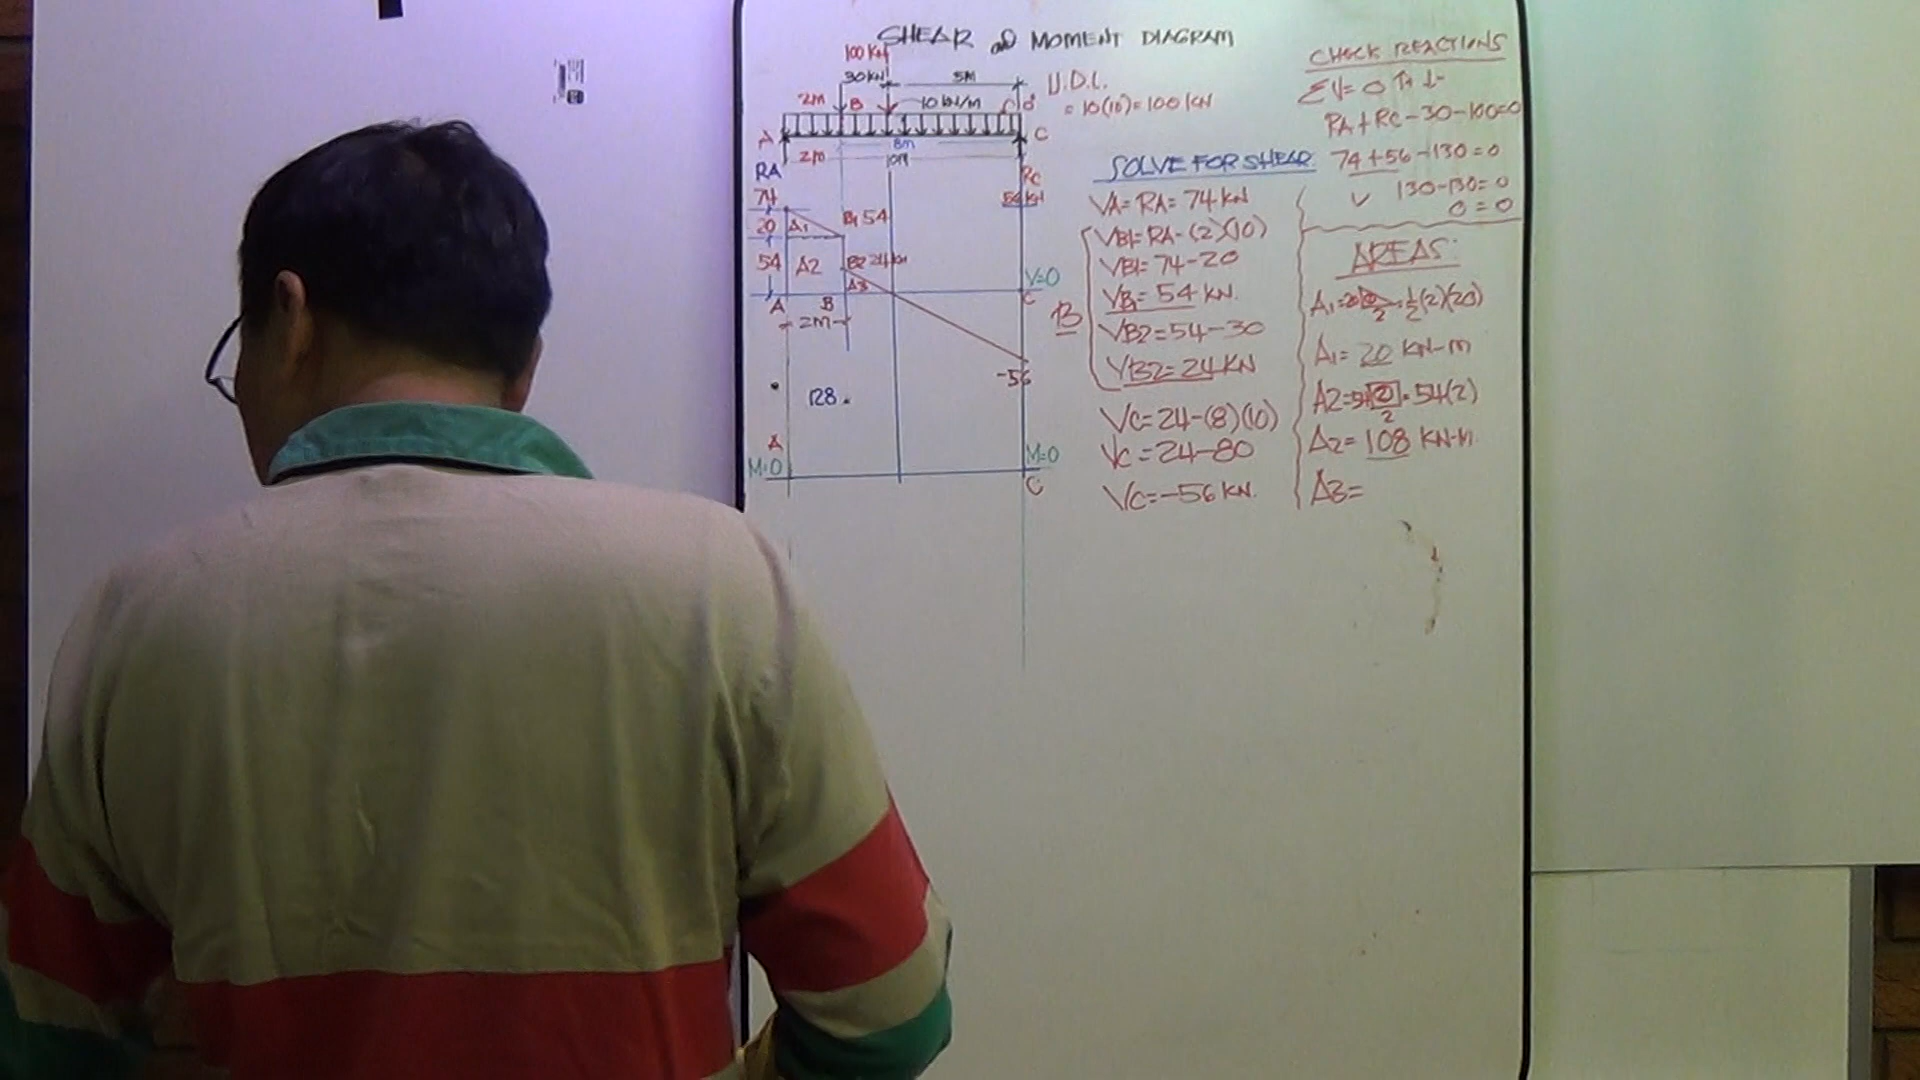 SHEAR and MOMENT DIAGRAM
100 KN
30 KN
5M
2M
B
10 KN/M
A
C
2M
8m
10M
RA
RC
74
56 KN
U.D.L.
= 10(10) = 100 KN
74
20
54
A1
A2
A3
B1 54
B2 24 KN
V=0
A
B
C
2M
-56
128.
A
M=0
M=0
C
SOLVE FOR SHEAR
VA = RA = 74 KN
VB1 = RA - (2)(10)
VB1 = 74 - 20
VB1 = 54 KN.
VB2 = 54 - 30
VB2 = 24 KN
B
VC = 24 - (8)(10)
VC = 24 - 80
VC = -56 KN.
CHECK REACTIONS
ΣV = 0 ↑+ ↓-
RA + RC - 30 - 100 = 0
74 + 56 - 130 = 0
130 - 130 = 0
0 = 0
AREAS:
½(2)(20)
A1 = 20 KN-M
54(2)
A2 = 108 KN-M.
A3 =